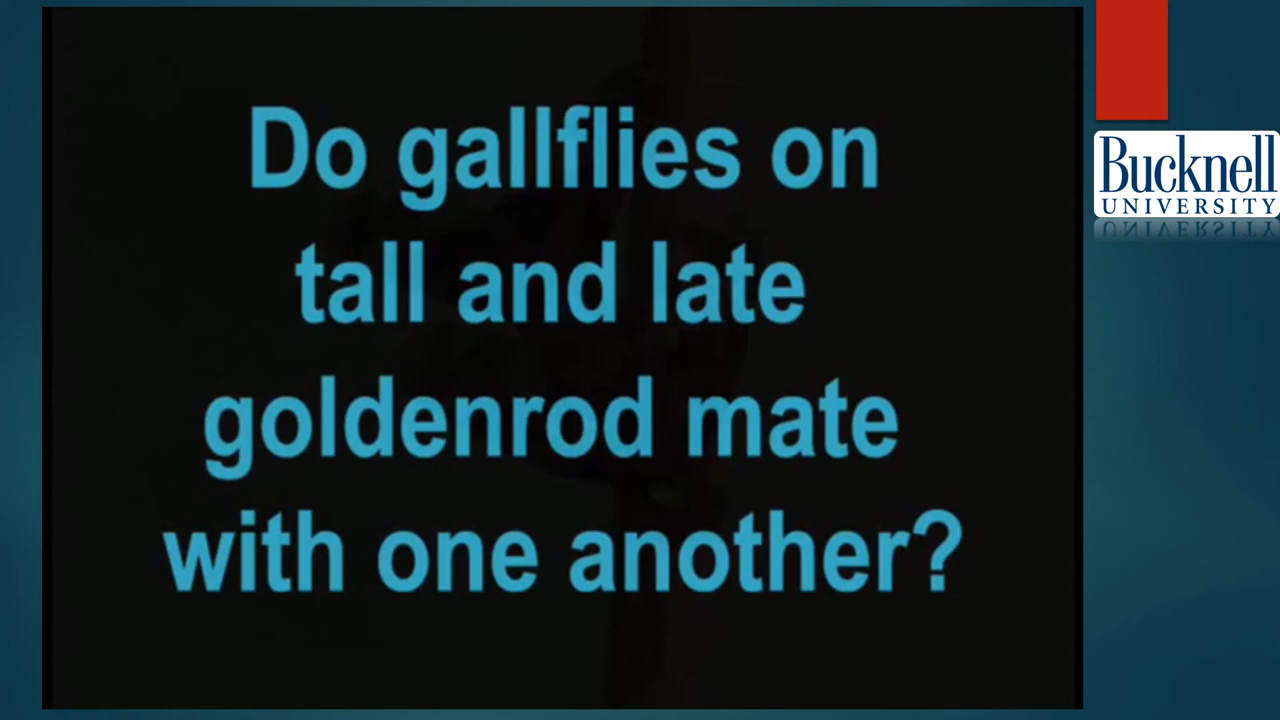 Do gallflies on
tall and late
goldenrod mate
with one another?
Bucknell
UNIVERSITY